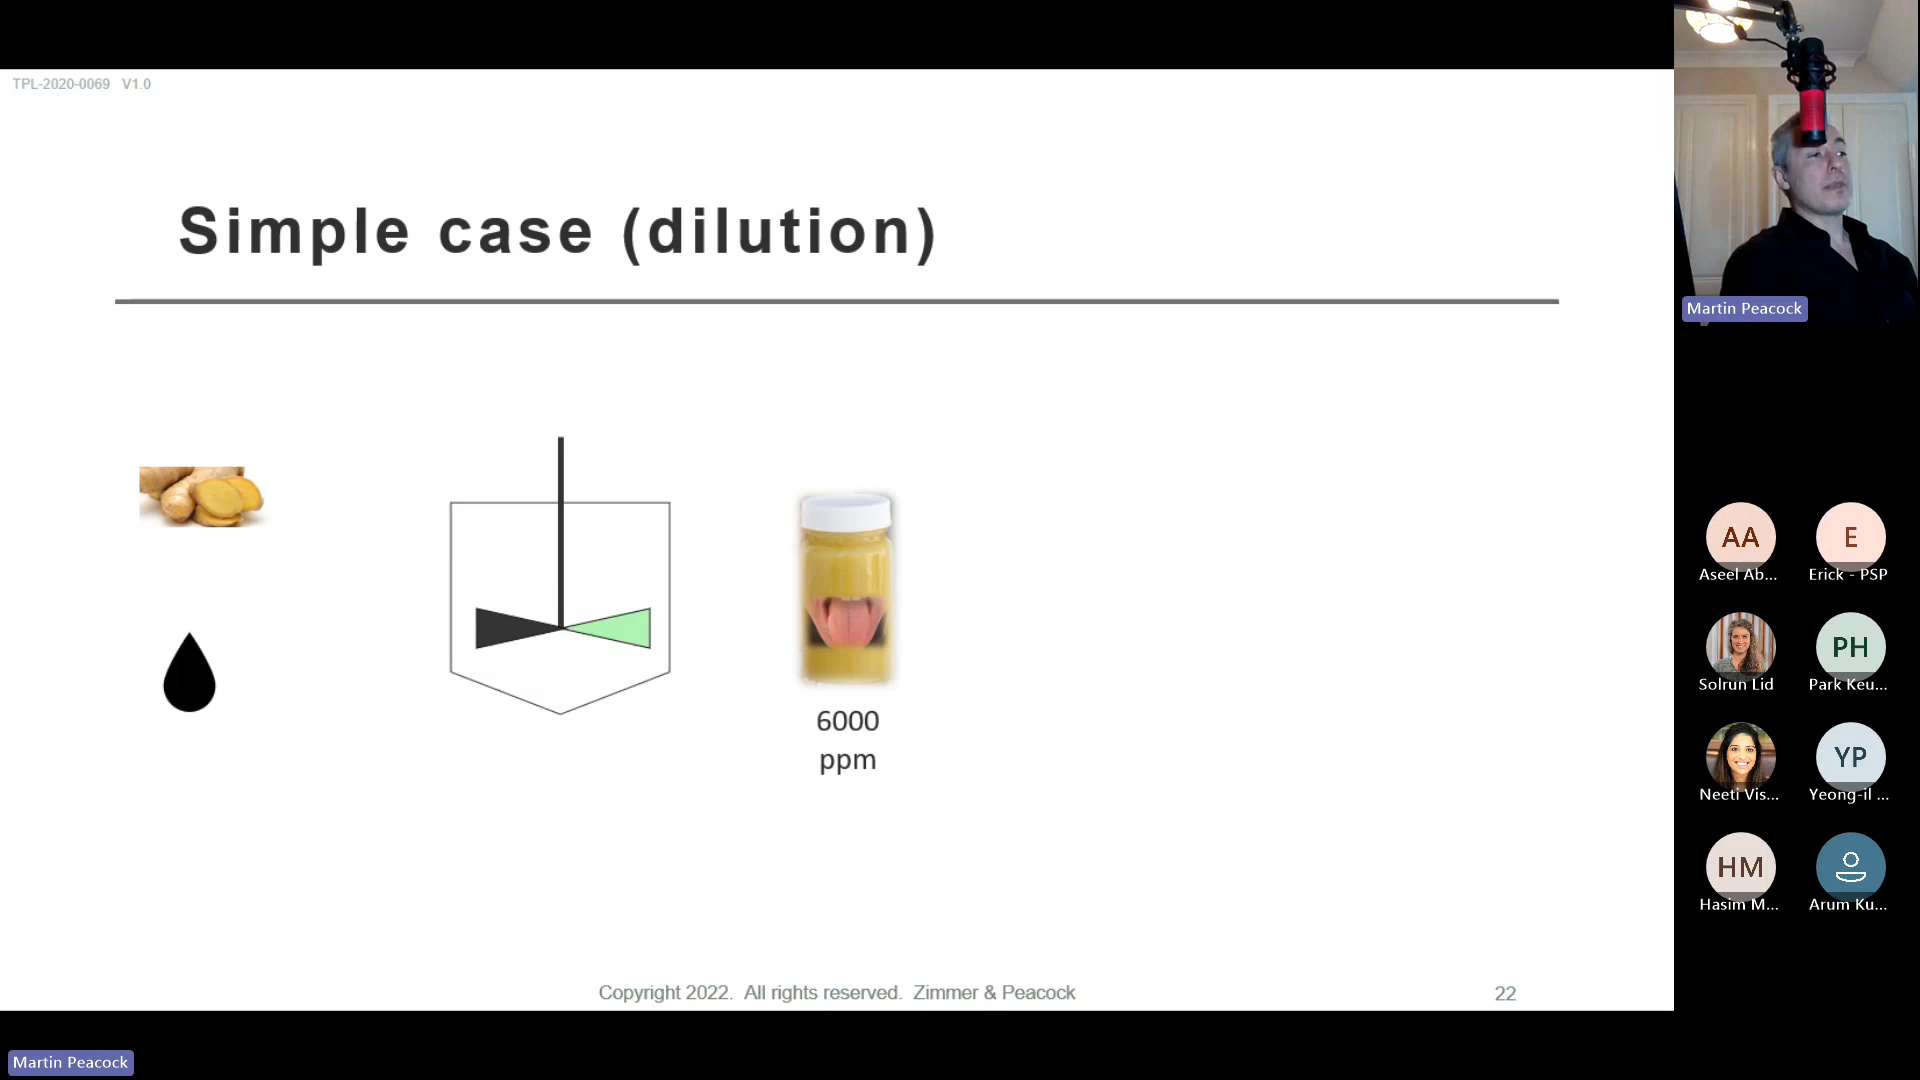 TPL-2020-0069 V1.0
Simple case (dilution)
6000
ppm
Copyright 2022. All rights reserved. Zimmer & Peacock
22
Martin Peacock
Martin Peacock
AA
Aseel Ab...
E
Erick - PSP
Solrun Lid
PH
Park Keu...
Neeti Vis...
YP
Yeong-il ...
HM
Hasim M...
Arum Ku...